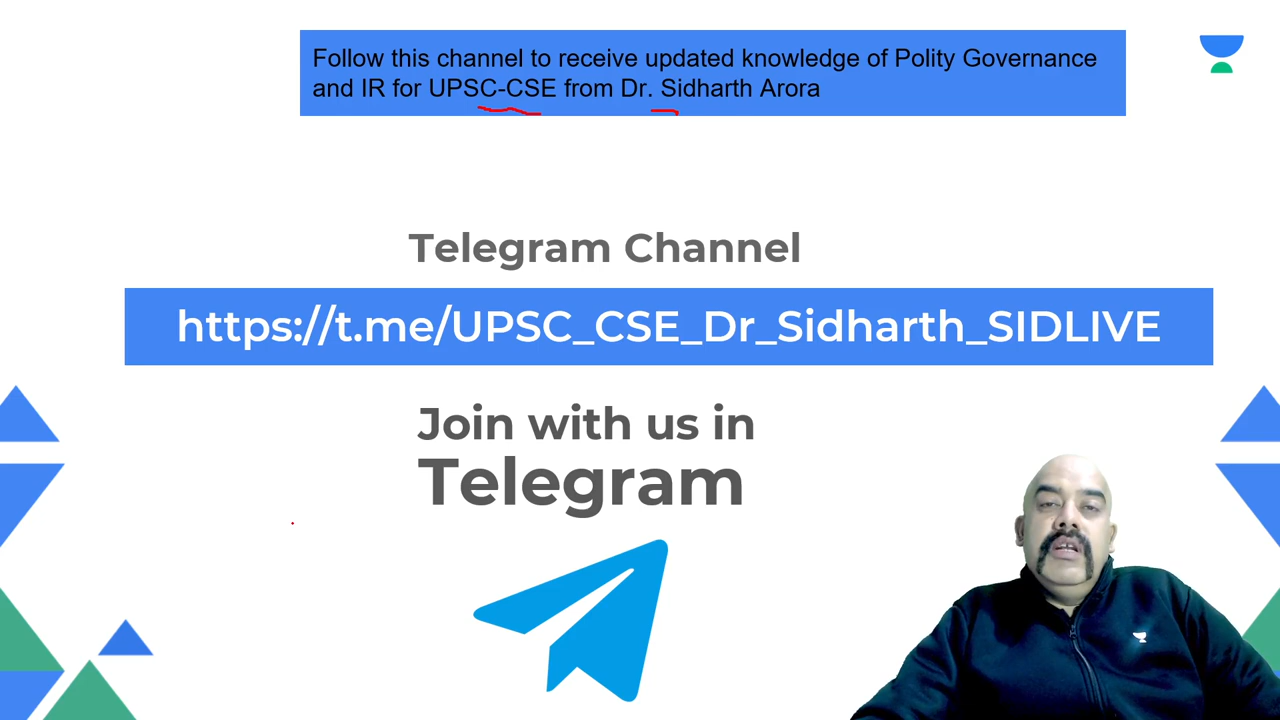 Follow this channel to receive updated knowledge of Polity Governance
and IR for UPSC-CSE from Dr. Sidharth Arora
Telegram Channel
https://t.me/UPSC_CSE_Dr_Sidharth_SIDLIVE
Join with us in
Telegram